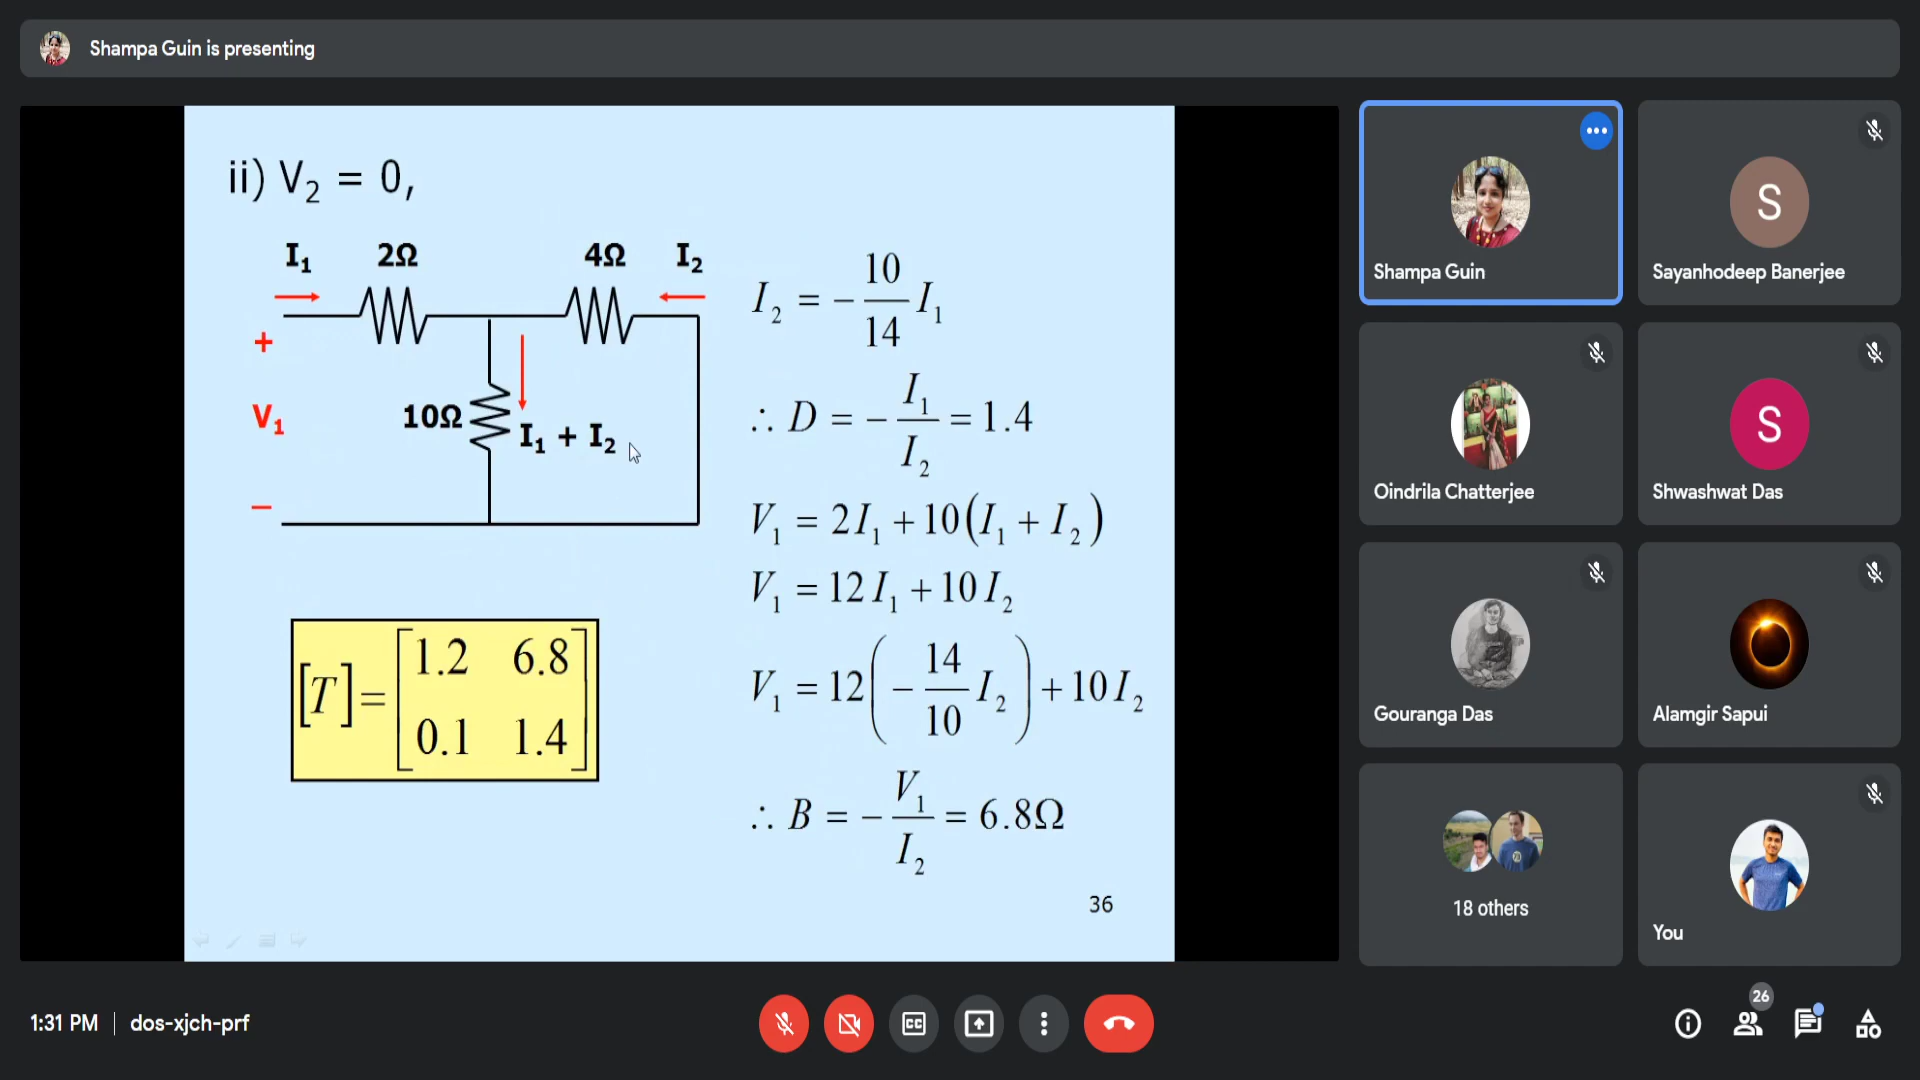 Shampa Guin is presenting
ii) V₂ = 0,
I₁ 2Ω 4Ω I₂
+
V₁
10Ω
I₁ + I₂
−
[T] = [1.2 6.8
0.1 1.4]
I₂ = −10/14 I₁
∴ D = −I₁/I₂ = 1.4
V₁ = 2I₁ + 10(I₁ + I₂)
V₁ = 12I₁ + 10I₂
V₁ = 12(−14/10 I₂) + 10I₂
∴ B = −V₁/I₂ = 6.8Ω
36
Shampa Guin
S
Sayanhodeep Banerjee
Oindrila Chatterjee
S
Shwashwat Das
Gouranga Das
Alamgir Sapui
18 others
You
1:31 PM | dos-xjch-prf
CC
26